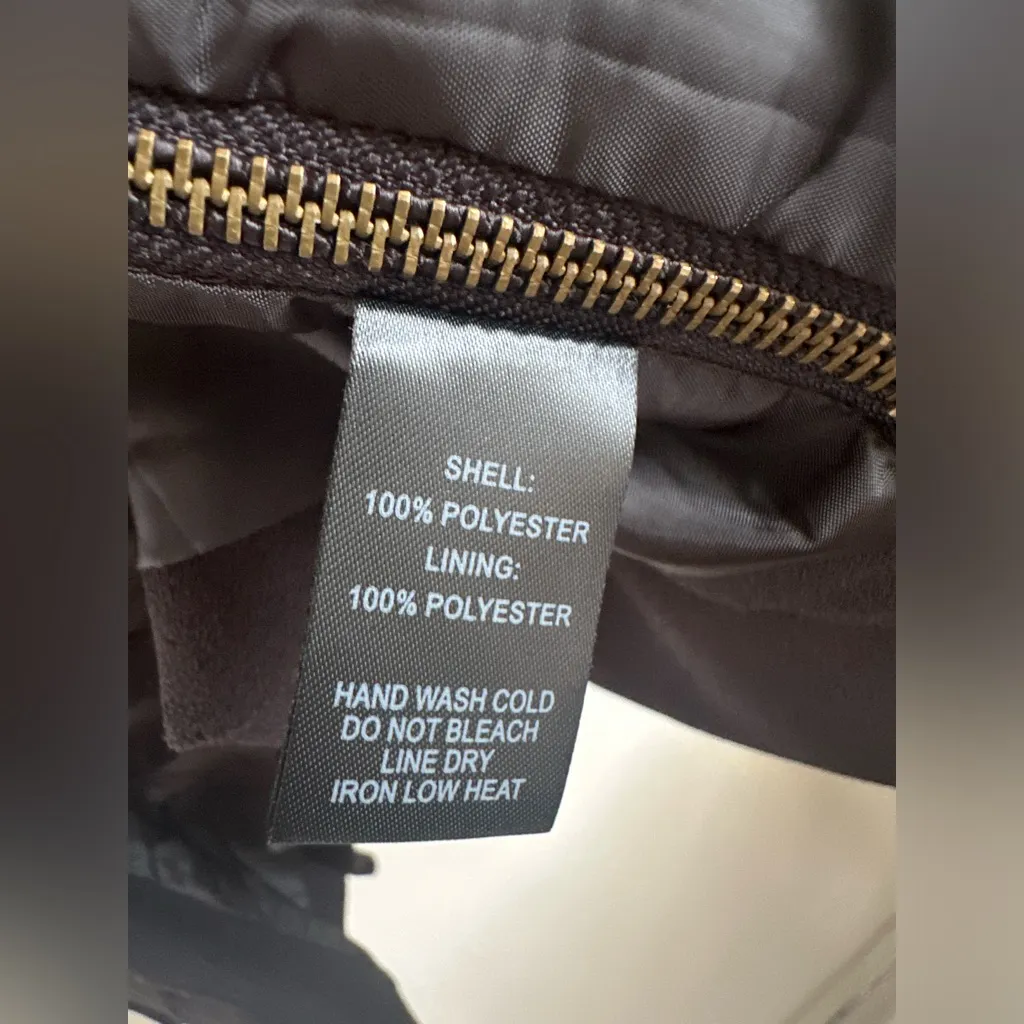 SHELL:
100% POLYESTER
LINING:
100% POLYESTER
HAND WASH COLD
DO NOT BLEACH
LINE DRY
IRON LOW HEAT